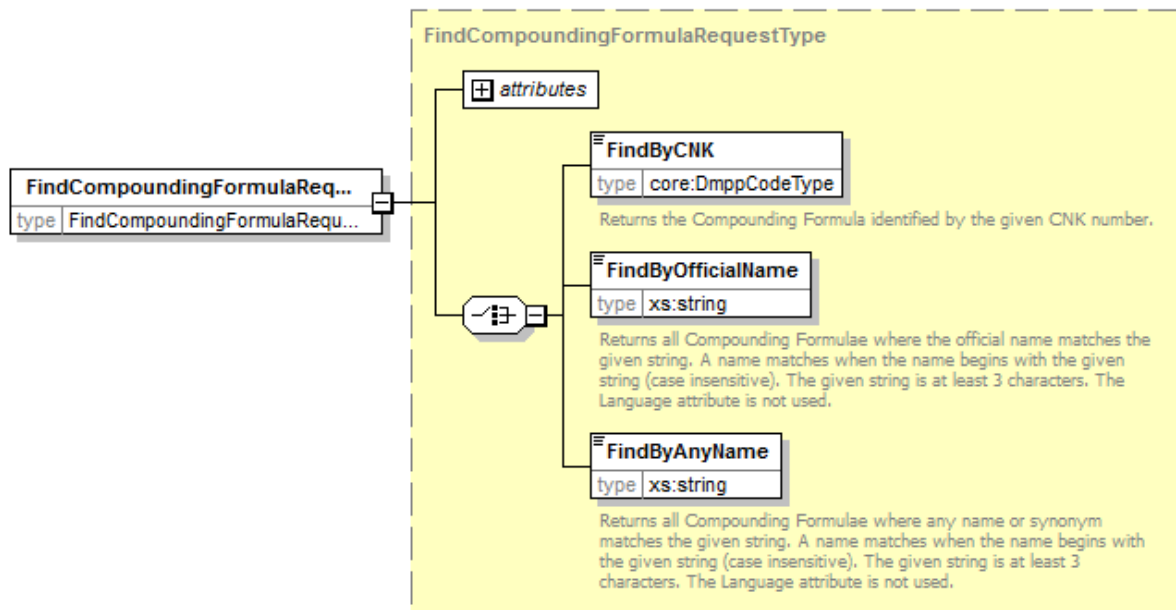 FindCompoundingFormulaRequestType
attributes
FindCompoundingFormulaReq...
type FindCompoundingFormulaRequ...
FindByCNK
type core:DmppCodeType
Returns the Compounding Formula identified by the given CNK number.
FindByOfficialName
type xs:string
Returns all Compounding Formulae where the official name matches the
given string. A name matches when the name begins with the given
string (case insensitive). The given string is at least 3 characters. The
Language attribute is not used.
FindByAnyName
type xs:string
Returns all Compounding Formulae where any name or synonym
matches the given string. A name matches when the name begins with
the given string (case insensitive). The given string is at least 3
characters. The Language attribute is not used.